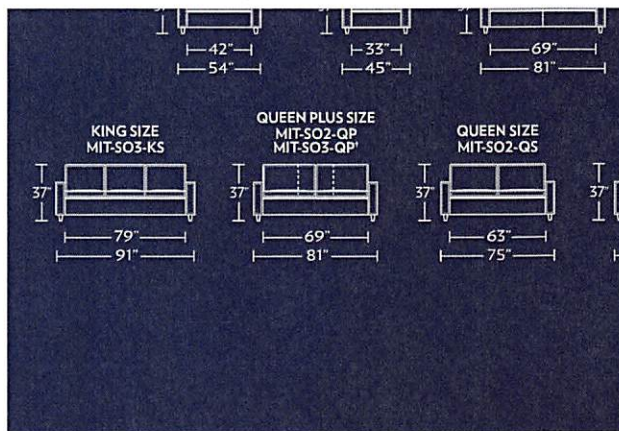 42" 33" 69"
54" 45" 81"
KING SIZE
MIT-SO3-KS
QUEEN PLUS SIZE
MIT-SO2-QP
MIT-SO3-QP†
QUEEN SIZE
MIT-SO2-QS
37" 37" 37" 37"
79" 69" 63"
91" 81" 75"